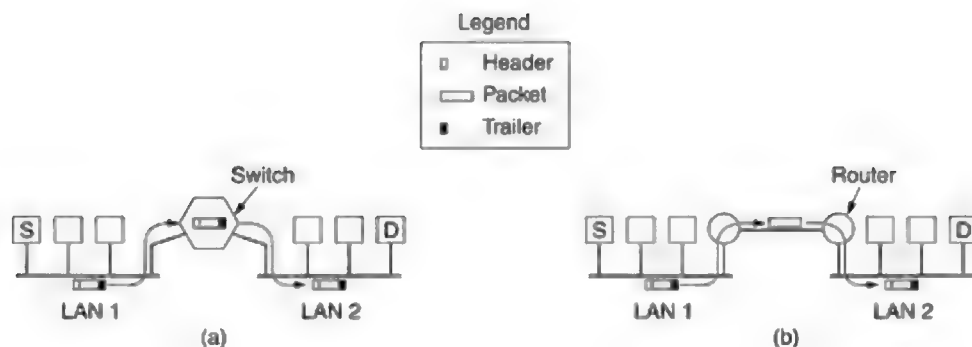 Legend
Header
Packet
Trailer
Switch
S
D
LAN 1
LAN 2
(a)
Router
S
D
LAN 1
LAN 2
(b)